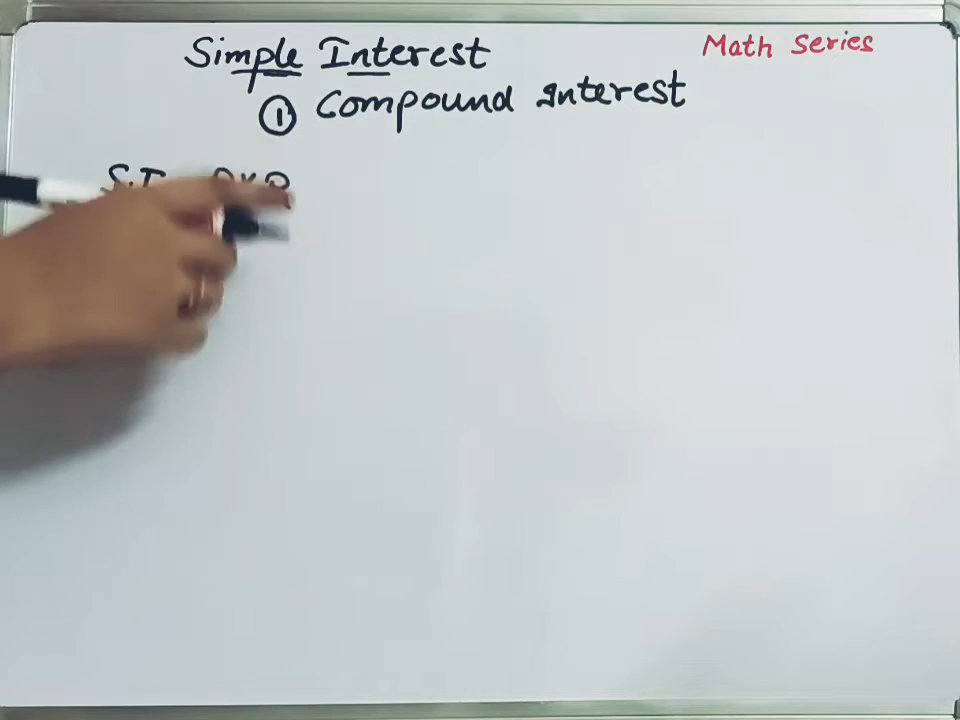 Simple Interest
Math Series
① Compound Interest
S.I